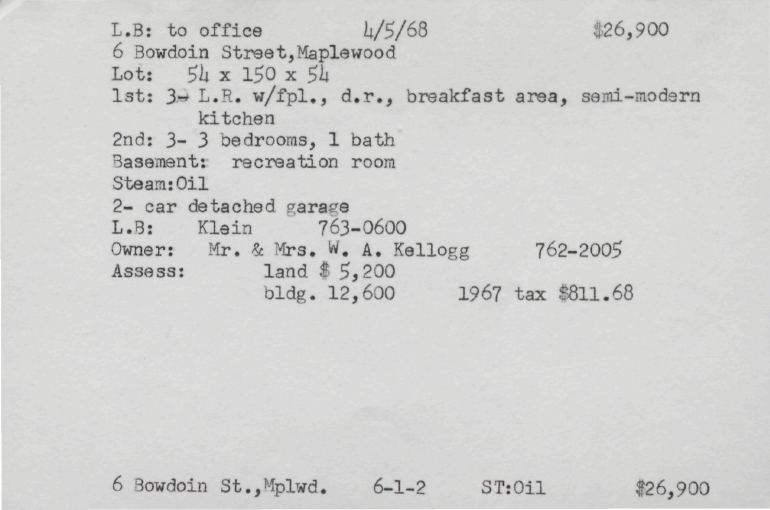 L.B: to office 4/5/68 $26,900
6 Bowdoin Street,Maplewood
Lot: 54 x 150 x 54
1st: 3- L.R. w/fpl., d.r., breakfast area, semi-modern
kitchen
2nd: 3- 3 bedrooms, 1 bath
Basement: recreation room
Steam:Oil
2- car detached garage
L.B: Klein 763-0600
Owner: Mr. & Mrs. W. A. Kellogg 762-2005
Assess: land $ 5,200
bldg. 12,600 1967 tax $811.68
6 Bowdoin St.,Mplwd. 6-1-2 ST:Oil $26,900